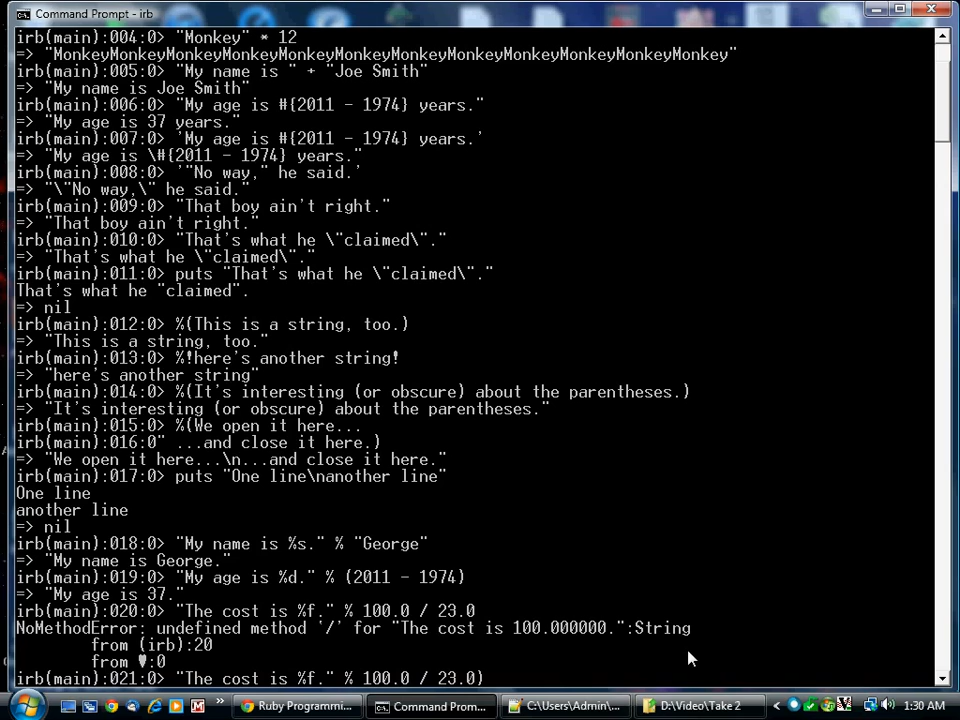 Command Prompt - irb
irb(main):004:0> "Monkey" * 12
=> "MonkeyMonkeyMonkeyMonkeyMonkeyMonkeyMonkeyMonkeyMonkeyMonkeyMonkeyMonkey"
irb(main):005:0> "My name is " + "Joe Smith"
=> "My name is Joe Smith"
irb(main):006:0> "My age is #{2011 - 1974} years."
=> "My age is 37 years."
irb(main):007:0> 'My age is #{2011 - 1974} years.'
=> "My age is \#{2011 - 1974} years."
irb(main):008:0> '"No way," he said.'
=> "\"No way,\" he said."
irb(main):009:0> "That boy ain't right."
=> "That boy ain't right."
irb(main):010:0> "That's what he \"claimed\"."
=> "That's what he \"claimed\"."
irb(main):011:0> puts "That's what he \"claimed\"."
That's what he "claimed".
=> nil
irb(main):012:0> %(This is a string, too.)
=> "This is a string, too."
irb(main):013:0> %!here's another string!
=> "here's another string"
irb(main):014:0> %(It's interesting (or obscure) about the parentheses.)
=> "It's interesting (or obscure) about the parentheses."
irb(main):015:0> %(We open it here...
irb(main):016:0" ...and close it here.)
=> "We open it here...\n...and close it here."
irb(main):017:0> puts "One line\nanother line"
One line
another line
=> nil
irb(main):018:0> "My name is %s." % "George"
=> "My name is George."
irb(main):019:0> "My age is %d." % (2011 - 1974)
=> "My age is 37."
irb(main):020:0> "The cost is %f." % 100.0 / 23.0
NoMethodError: undefined method '/' for "The cost is 100.000000.":String
from (irb):20
from ♥:0
irb(main):021:0> "The cost is %f." % 100.0 / 23.0)
Ruby Programmi...
Command Prom...
C:\Users\Admin\...
D:\Video\Take 2
1:30 AM